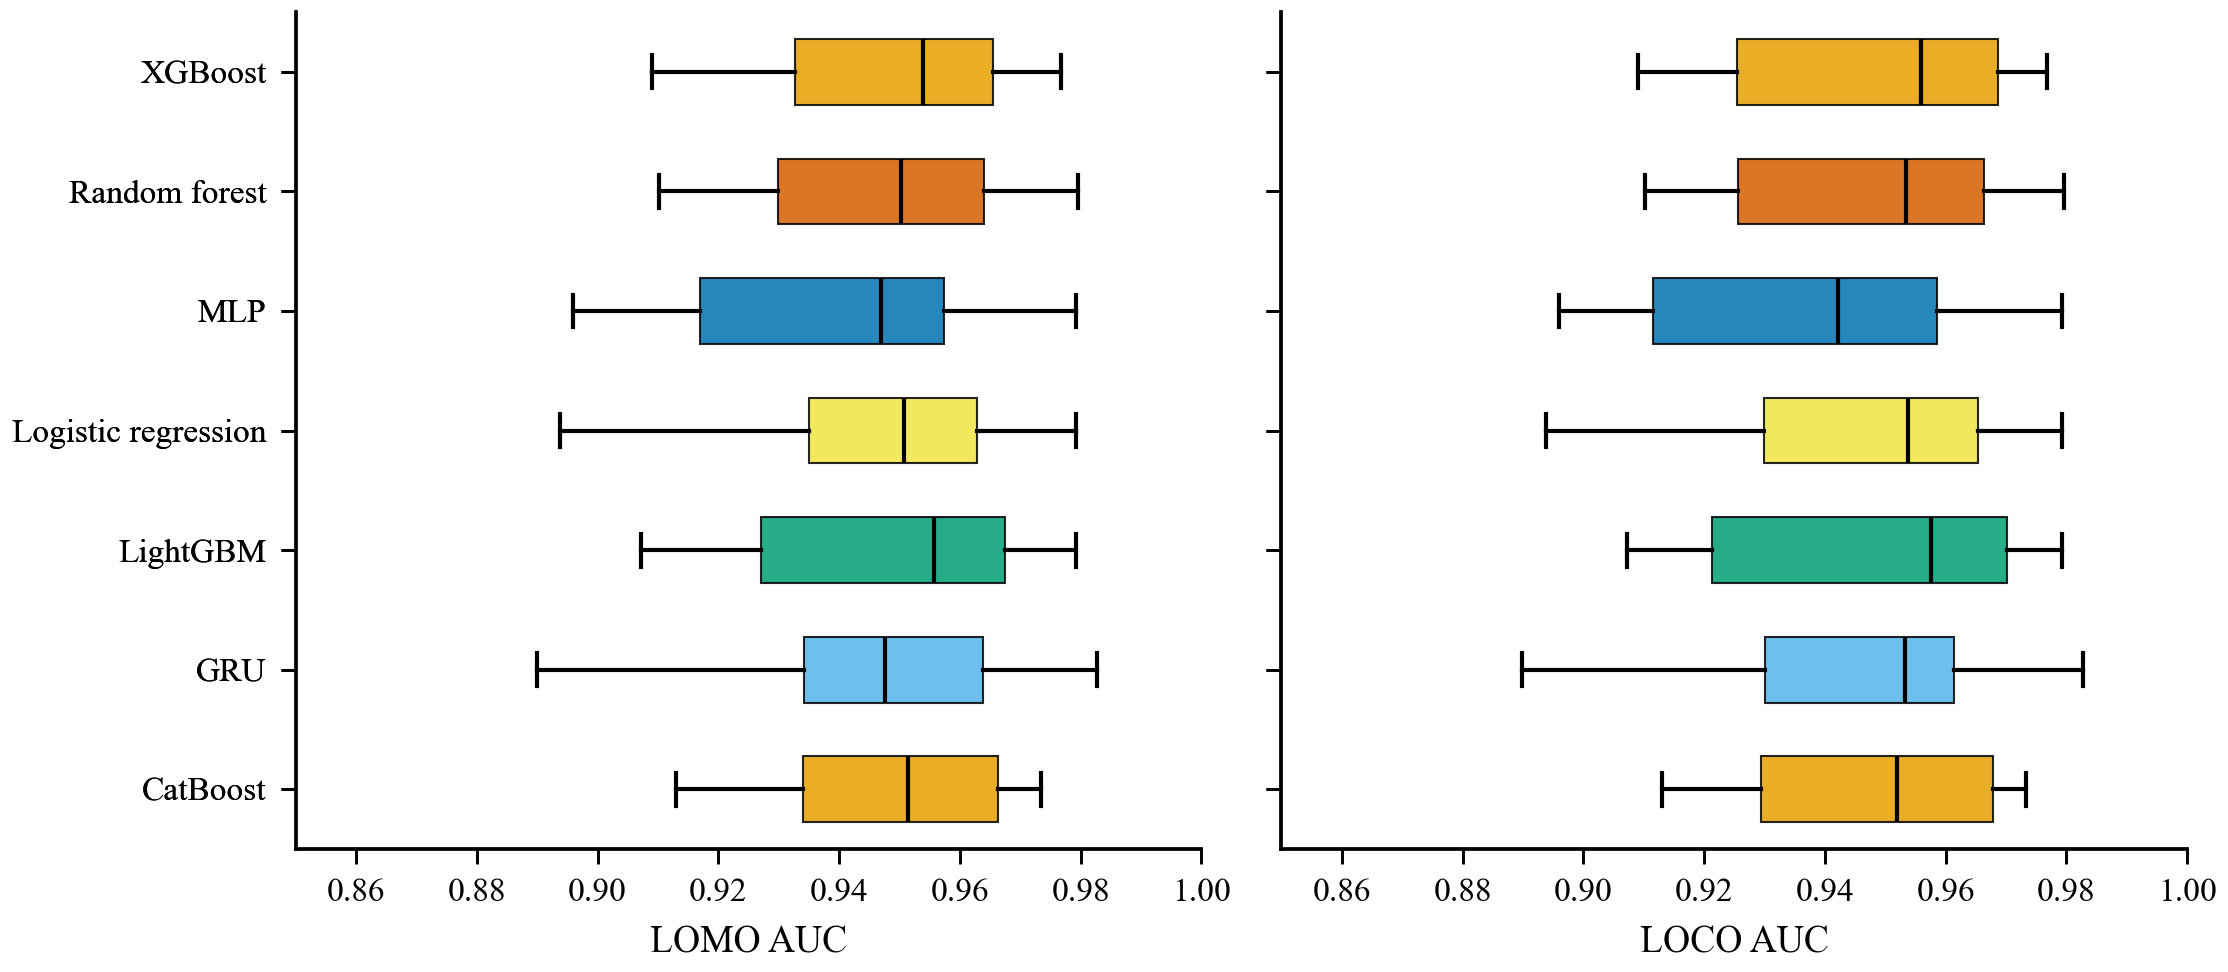 XGBoost
Random forest
MLP
Logistic regression
LightGBM
GRU
CatBoost
0.86 0.88 0.90 0.92 0.94 0.96 0.98 1.00
LOMO AUC
0.86 0.88 0.90 0.92 0.94 0.96 0.98 1.00
LOCO AUC